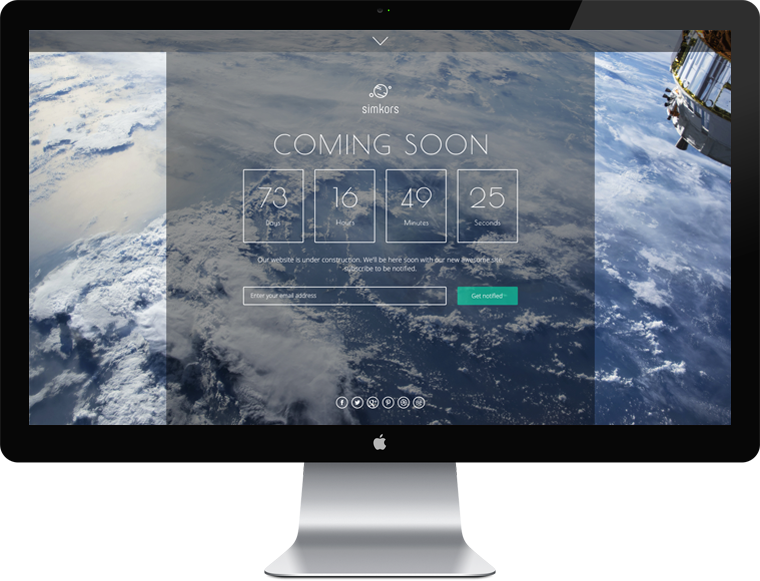 simkors
COMING SOON
73 16 49 25
Days Hours Minutes Seconds
Our website is under construction. We'll be here soon with our new awesome site,
subscribe to be notified.
Enter your email address
Get notified